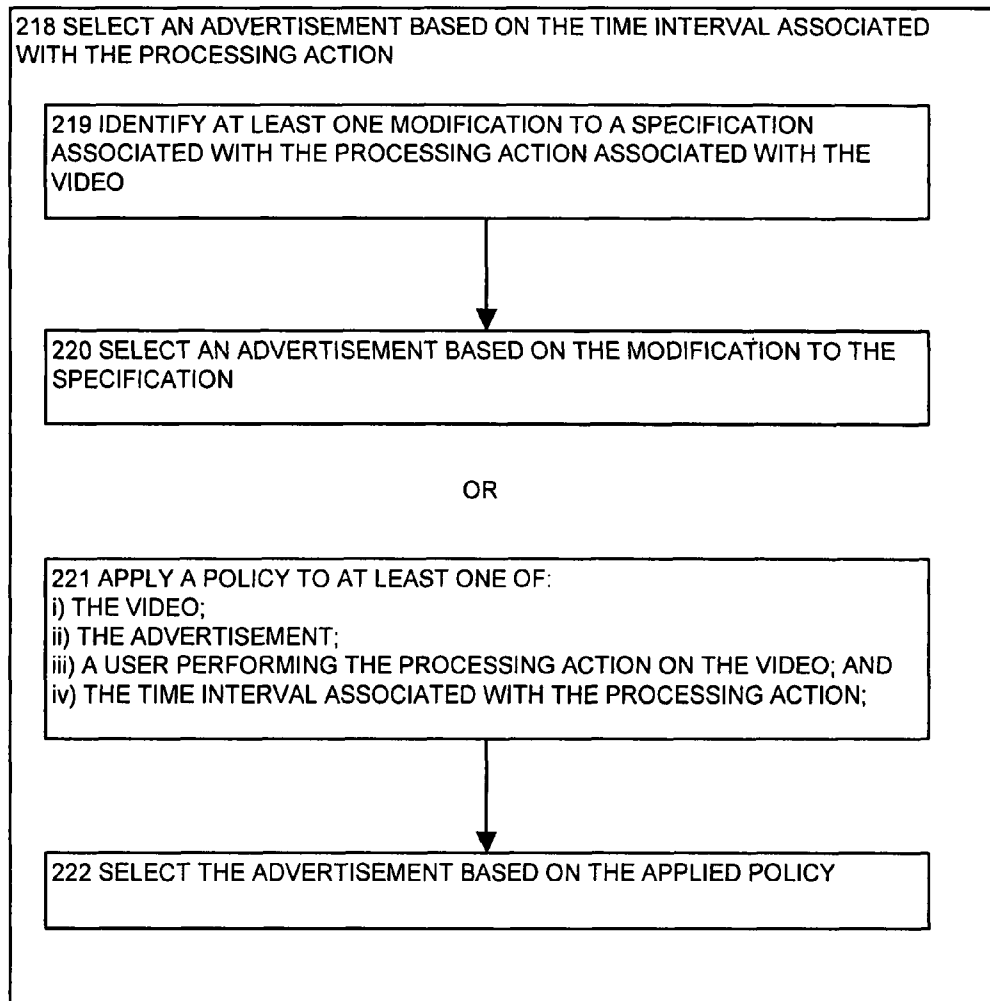 218 SELECT AN ADVERTISEMENT BASED ON THE TIME INTERVAL ASSOCIATED
WITH THE PROCESSING ACTION
219 IDENTIFY AT LEAST ONE MODIFICATION TO A SPECIFICATION
ASSOCIATED WITH THE PROCESSING ACTION ASSOCIATED WITH THE
VIDEO
220 SELECT AN ADVERTISEMENT BASED ON THE MODIFICATION TO THE
SPECIFICATION
OR
221 APPLY A POLICY TO AT LEAST ONE OF:
i) THE VIDEO;
ii) THE ADVERTISEMENT;
iii) A USER PERFORMING THE PROCESSING ACTION ON THE VIDEO; AND
iv) THE TIME INTERVAL ASSOCIATED WITH THE PROCESSING ACTION;
222 SELECT THE ADVERTISEMENT BASED ON THE APPLIED POLICY